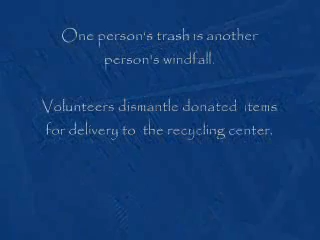 One person's trash is another
person's windfall.
Volunteers dismantle donated items
for delivery to the recycling center.